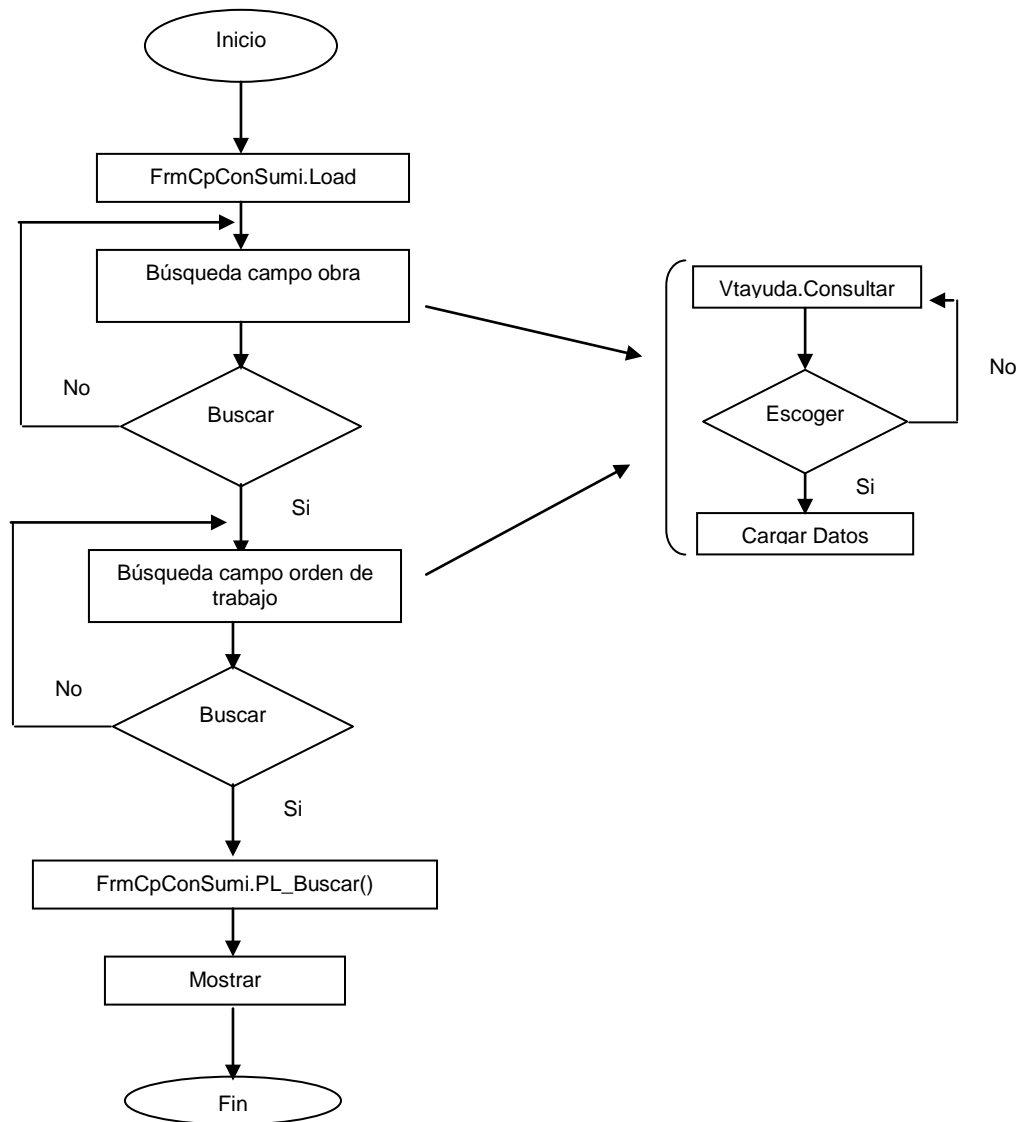 Inicio
FrmCpConSumi.Load
Búsqueda campo obra
No
Buscar
Si
Búsqueda campo orden de
trabajo
No
Buscar
Si
FrmCpConSumi.PL_Buscar()
Mostrar
Fin
Vtayuda.Consultar
No
Escoger
Si
Cargar Datos